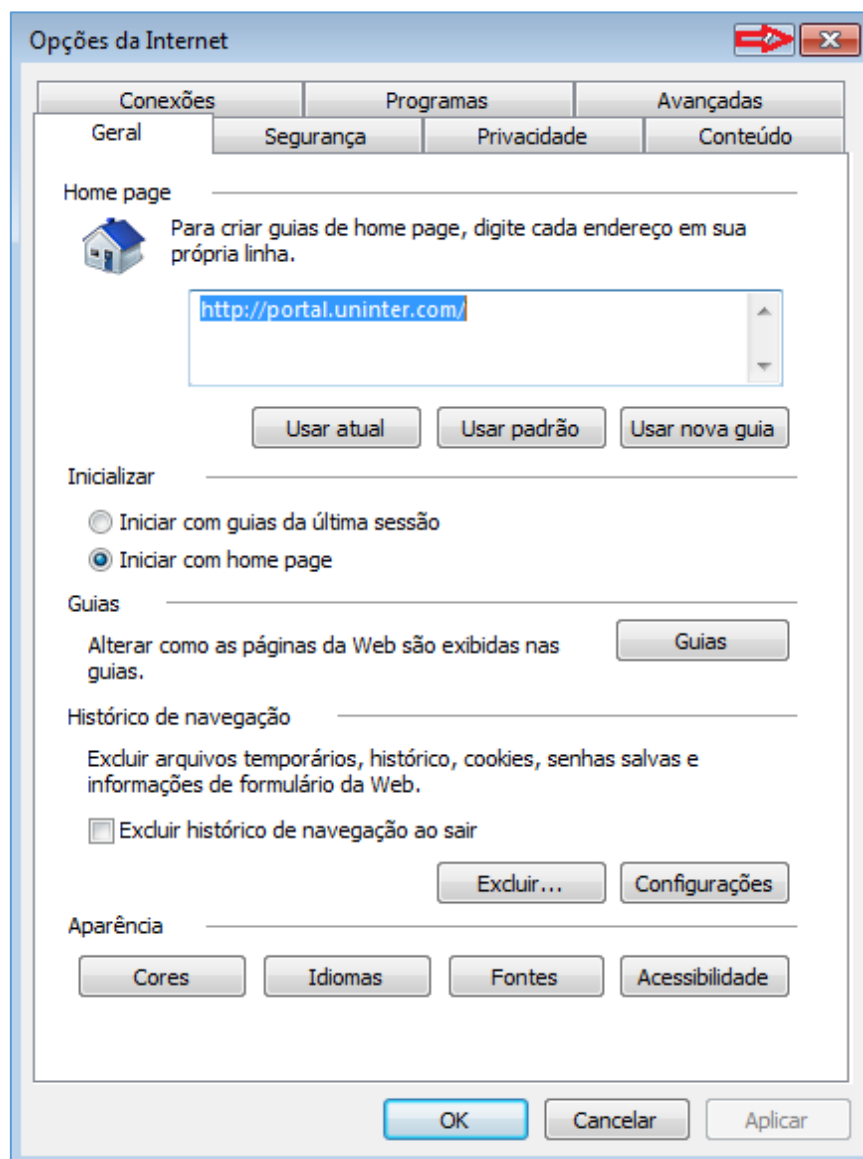 Opções da Internet
Conexões Programas Avançadas
Geral Segurança Privacidade Conteúdo
Home page
Para criar guias de home page, digite cada endereço em sua
própria linha.
http://portal.uninter.com/
Usar atual Usar padrão Usar nova guia
Inicializar
Iniciar com guias da última sessão
Iniciar com home page
Guias
Alterar como as páginas da Web são exibidas nas
guias.
Guias
Histórico de navegação
Excluir arquivos temporários, histórico, cookies, senhas salvas e
informações de formulário da Web.
Excluir histórico de navegação ao sair
Excluir... Configurações
Aparência
Cores Idiomas Fontes Acessibilidade
OK Cancelar Aplicar